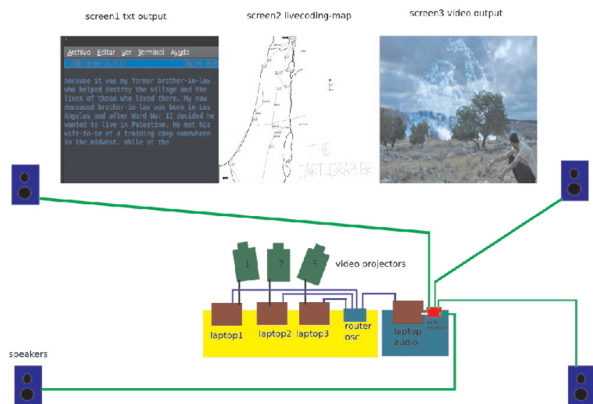 screen1 txt output
screen2 livecoding-map
screen3 video output
Archivo Editar Ver Terminal Ayuda
because it was my former brother-in-law
who helped destroy the village and the
lives of those who lived there. My now
deceased brother-in-law was born in Los
Angeles and after Word War II decided he
wanted to live in Palestine. He met his
wife-to-be at a training camp somewhere
in the midwest. While at the
THE
CARTOGRAPHER
1 2 3 video projectors
laptop1
laptop2
laptop3
router
osc
laptop
audio
speakers